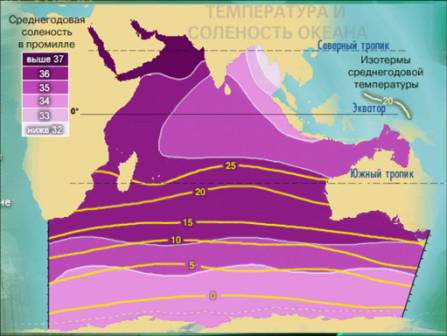 ТЕМПЕРАТУРА И
СОЛЕНОСТЬ ОКЕАНА
Среднегодовая
соленость
в промилле
выше 37
36
35
34
33
ниже 32
Северный тропик
Изотермы
среднегодовой
температуры
20
0°
Экватор
Южный тропик
25
20
15
10
5
0